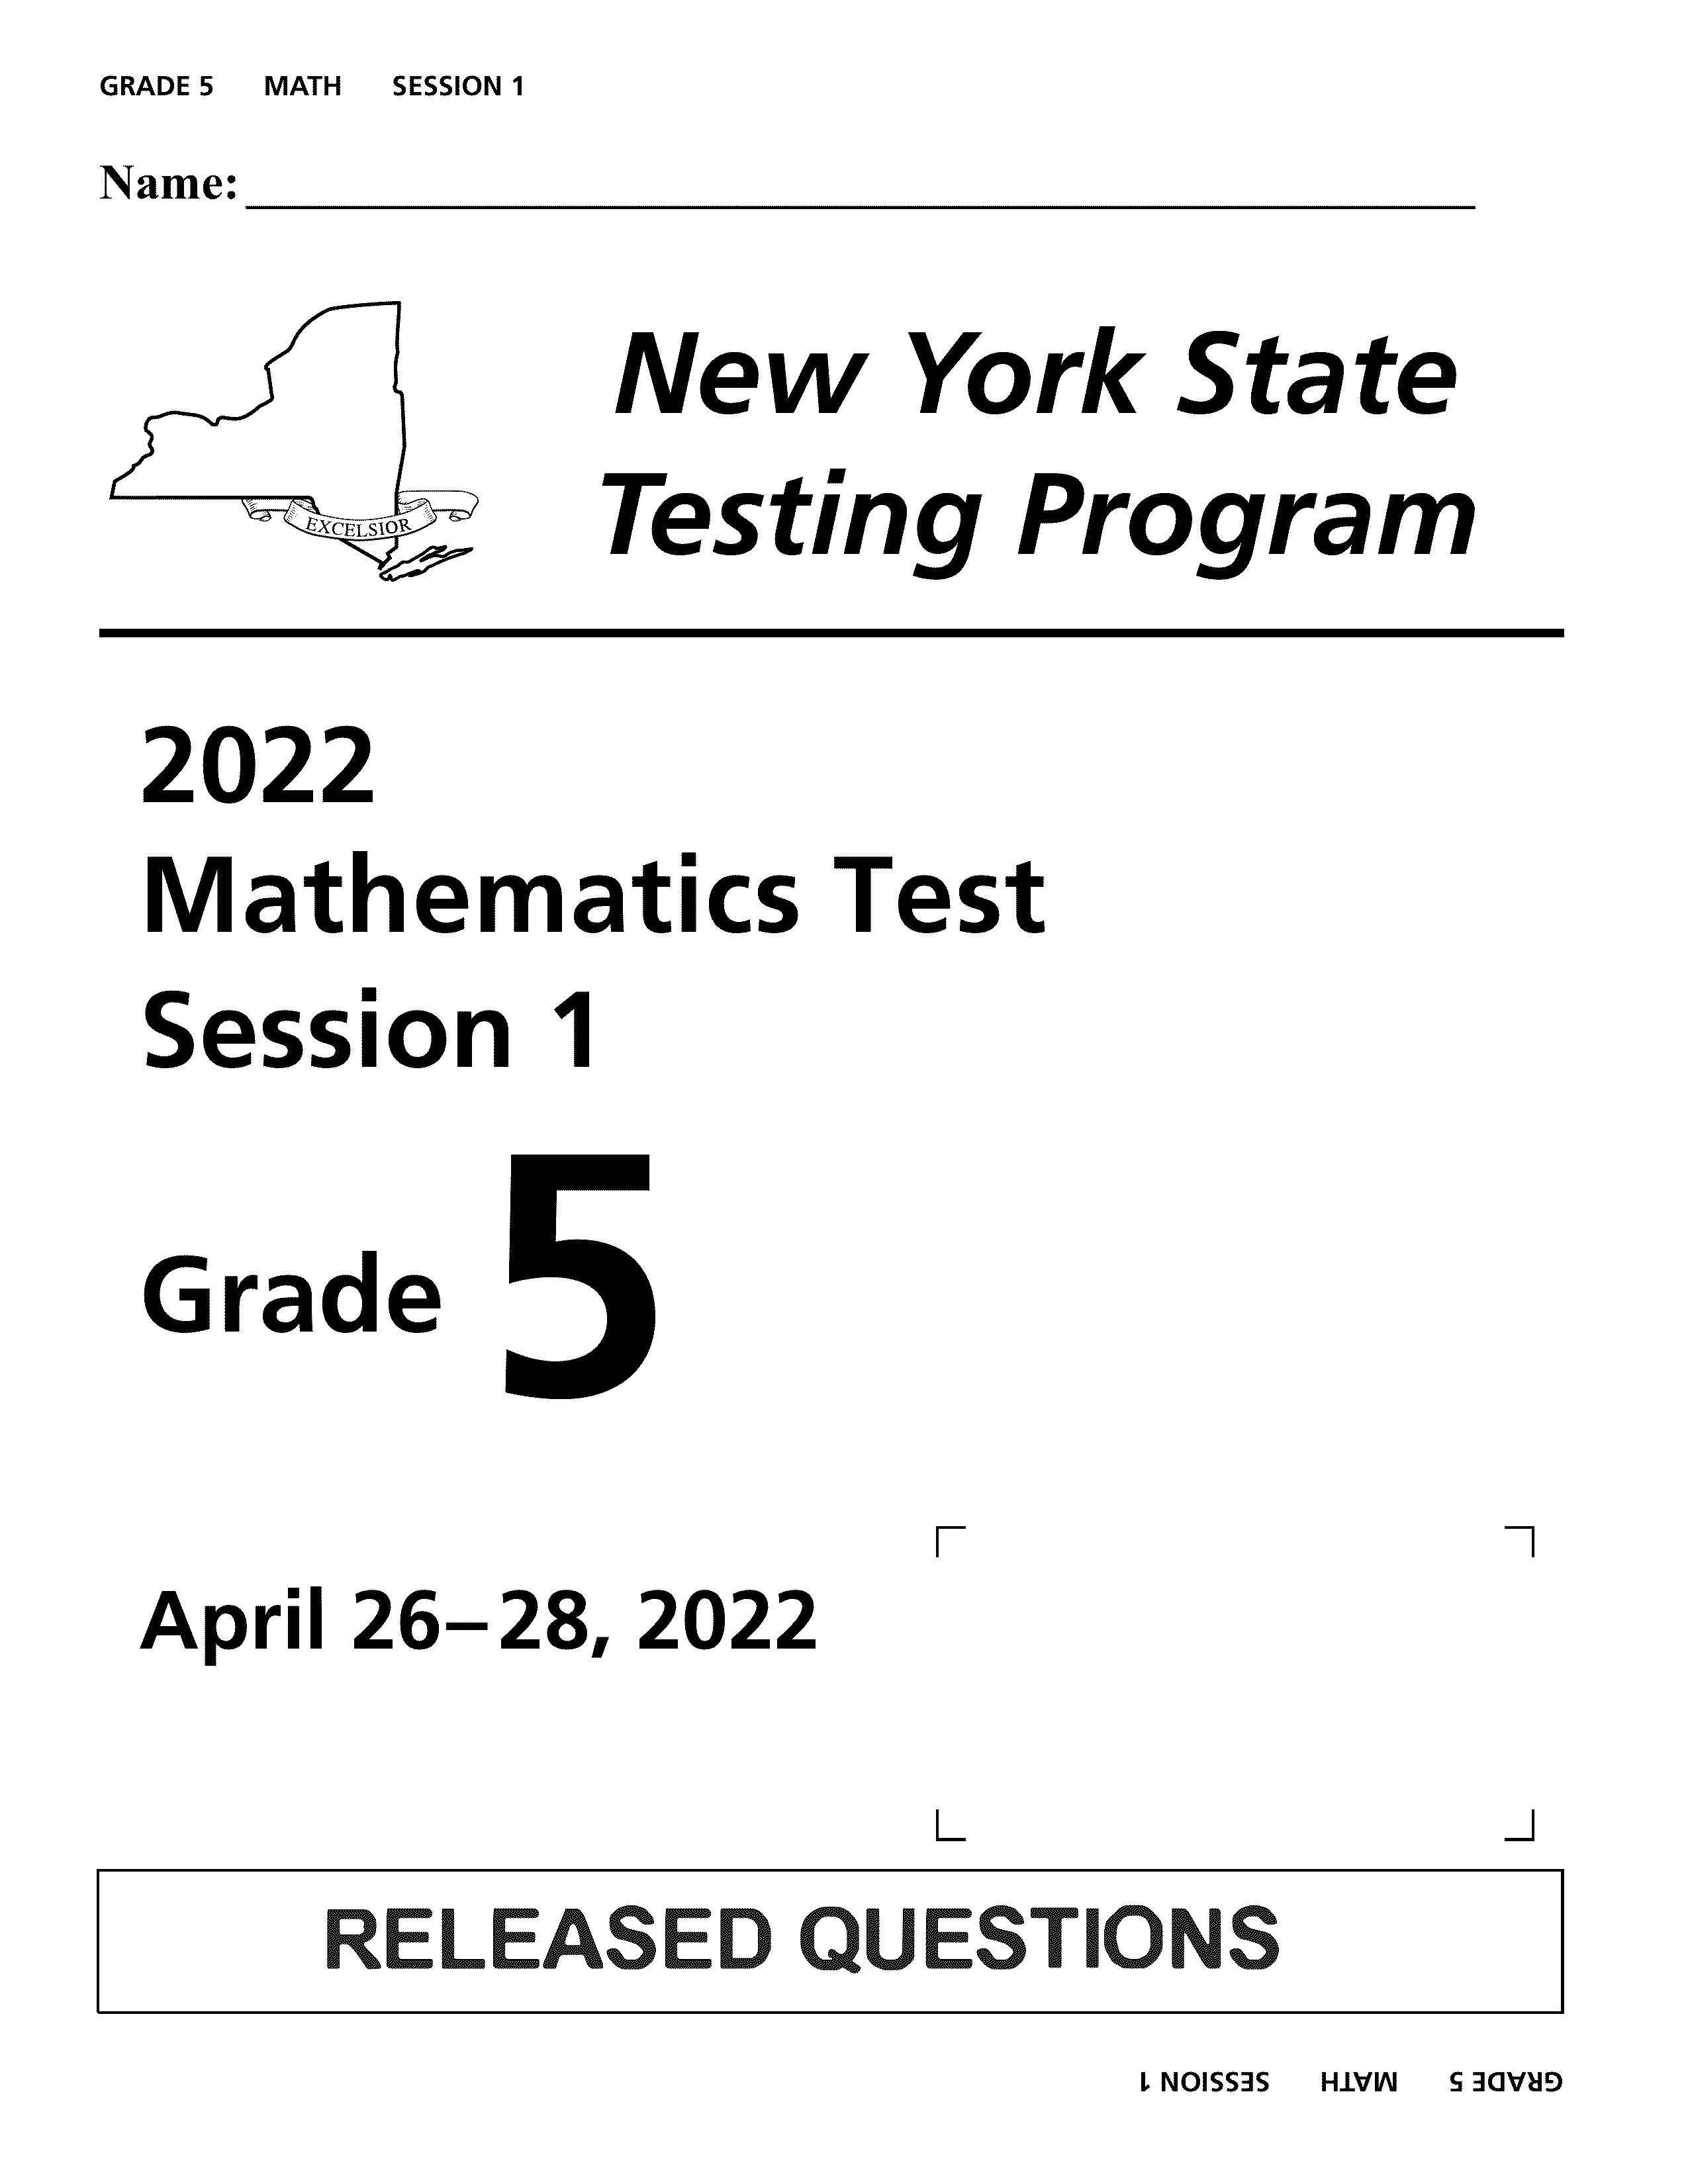 GRADE 5 MATH SESSION 1
Name:
New York State
Testing Program
EXCELSIOR
2022
Mathematics Test
Session 1
Grade 5
April 26–28, 2022
RELEASED QUESTIONS
GRADE 5 MATH SESSION 1